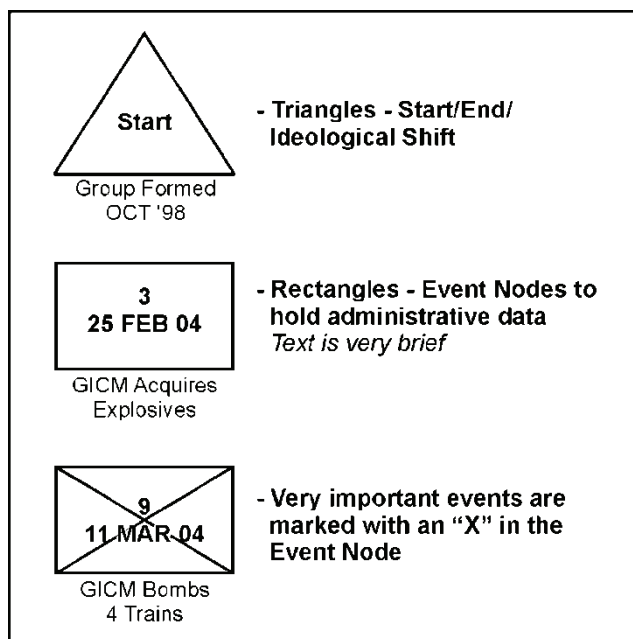 Start
Group Formed
OCT '98
- Triangles - Start/End/
Ideological Shift
3
25 FEB 04
GICM Acquires
Explosives
- Rectangles - Event Nodes to
hold administrative data
Text is very brief
9
11 MAR 04
GICM Bombs
4 Trains
- Very important events are
marked with an “X” in the
Event Node